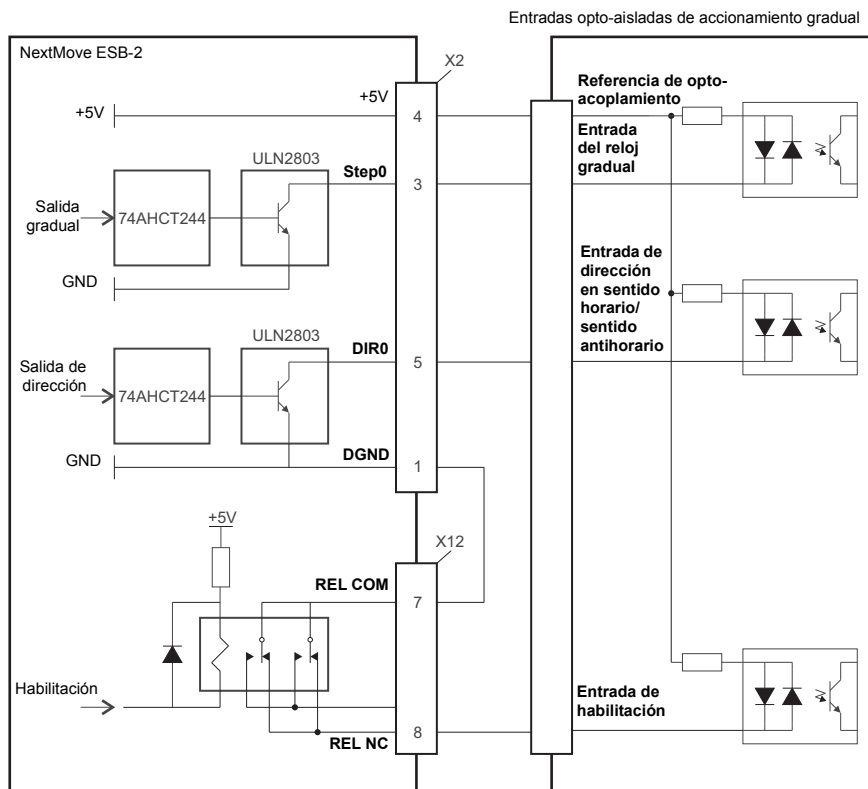 Entradas opto-aisladas de accionamiento gradual
NextMove ESB-2
X2
+5V
+5V
4
Referencia de opto-
acoplamiento
Entrada
del reloj
gradual
ULN2803
Step0
3
Salida
gradual
74AHCT244
GND
Entrada de
dirección
en sentido
horario/
sentido
antihorario
ULN2803
DIR0
5
Salida de
dirección
74AHCT244
GND
DGND
1
+5V
X12
REL COM
7
Habilitación
Entrada de
habilitación
REL NC
8